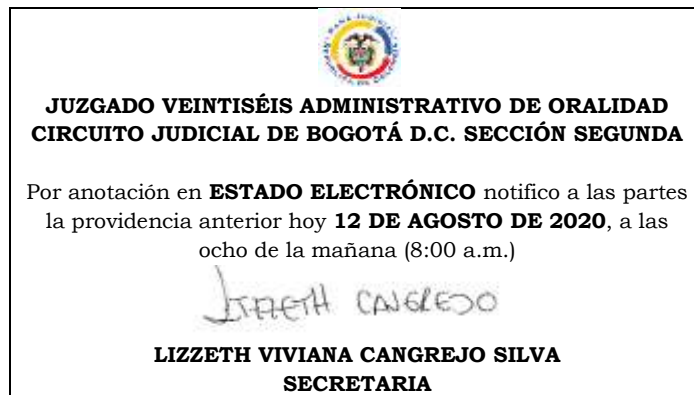 JUZGADO VEINTISÉIS ADMINISTRATIVO DE ORALIDAD
CIRCUITO JUDICIAL DE BOGOTÁ D.C. SECCIÓN SEGUNDA
Por anotación en ESTADO ELECTRÓNICO notifico a las partes
la providencia anterior hoy 12 DE AGOSTO DE 2020, a las
ocho de la mañana (8:00 a.m.)
LIZZETH CANGREJO
LIZZETH VIVIANA CANGREJO SILVA
SECRETARIA